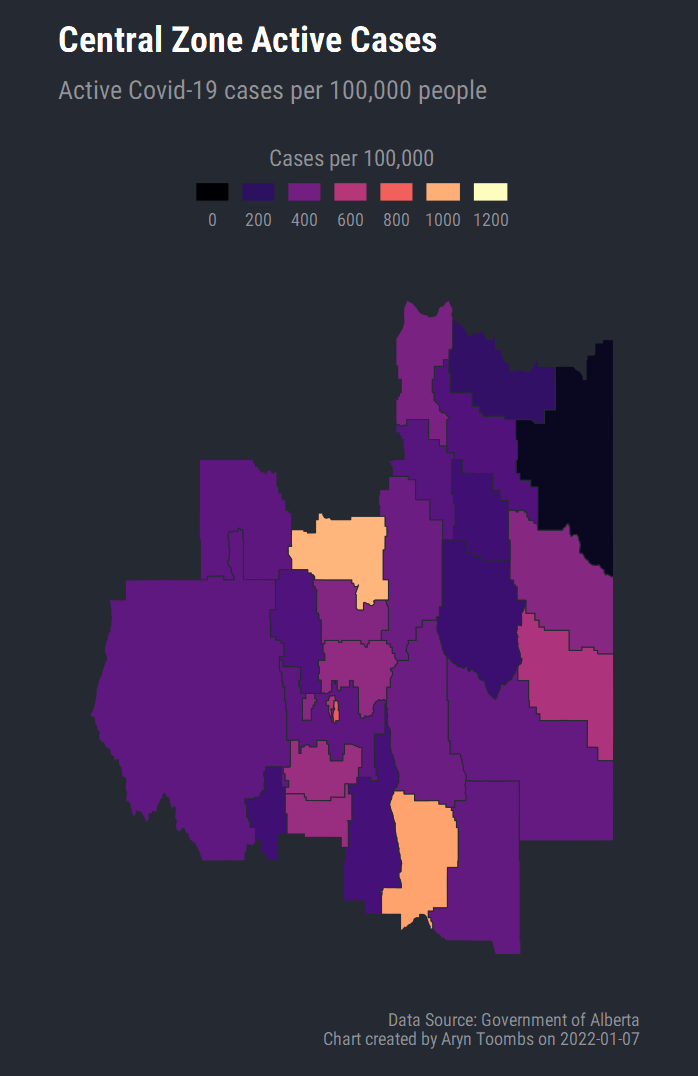 Central Zone Active Cases
Active Covid-19 cases per 100,000 people
Cases per 100,000
0 200 400 600 800 1000 1200
Data Source: Government of Alberta
Chart created by Aryn Toombs on 2022-01-07